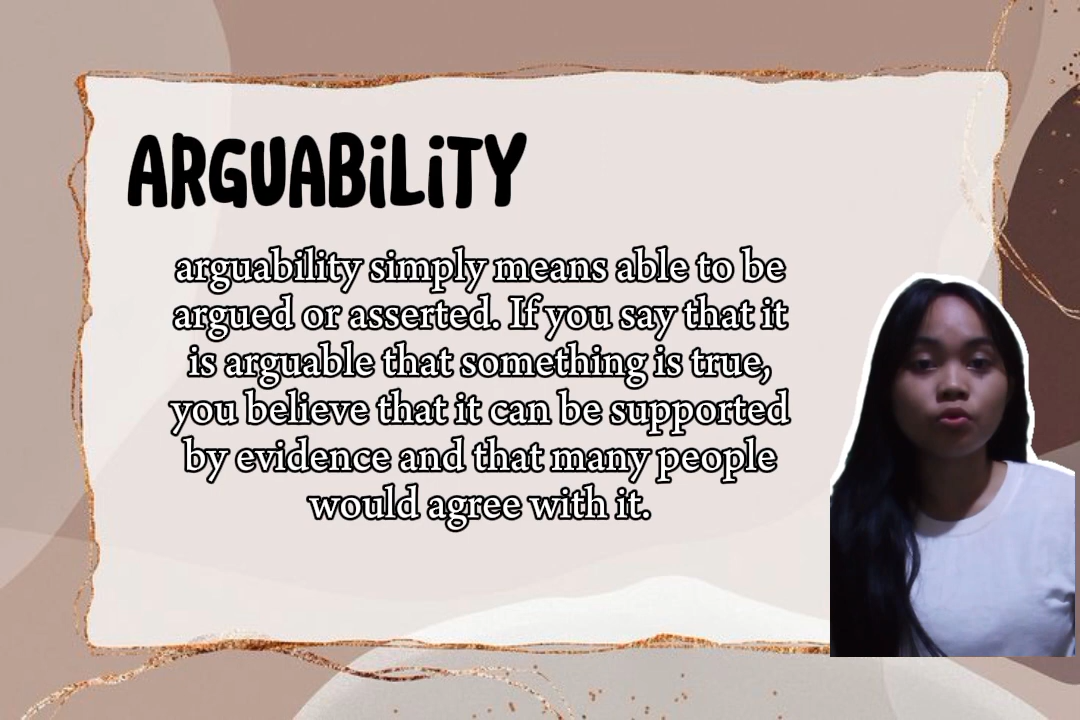 ARGUABiLiTY
arguability simply means able to be
argued or asserted. If you say that it
is arguable that something is true,
you believe that it can be supported
by evidence and that many people
would agree with it.